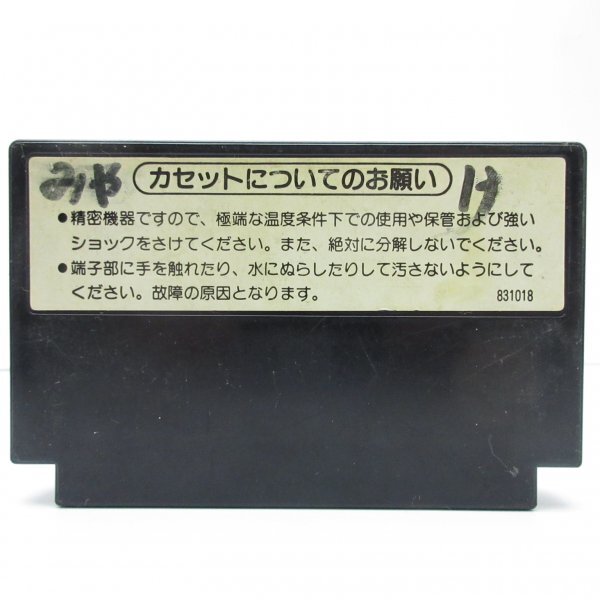 みや カセットについてのお願い け
●精密機器ですので、極端な温度条件下での使用や保管および強い
ショックをさけてください。また、絶対に分解しないでください。
●端子部に手を触れたり、水にぬらしたりして汚さないようにして
ください。故障の原因となります。
831018